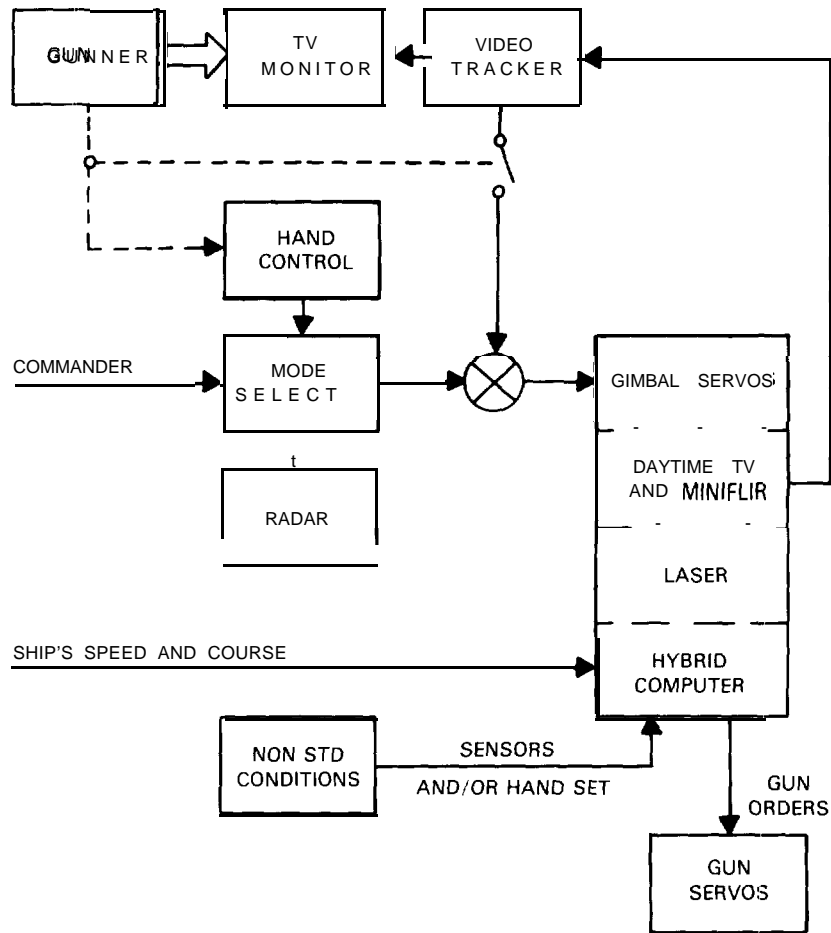 GUNNER
TV
MONITOR
VIDEO
TRACKER
HAND
CONTROL
COMMANDER
MODE
SELECT
GIMBAL SERVOS
DAYTIME TV
AND MINIFLIR
t
RADAR
LASER
SHIP'S SPEED AND COURSE
HYBRID
COMPUTER
NON STD
CONDITIONS
SENSORS
AND/OR HAND SET
GUN
ORDERS
GUN
SERVOS